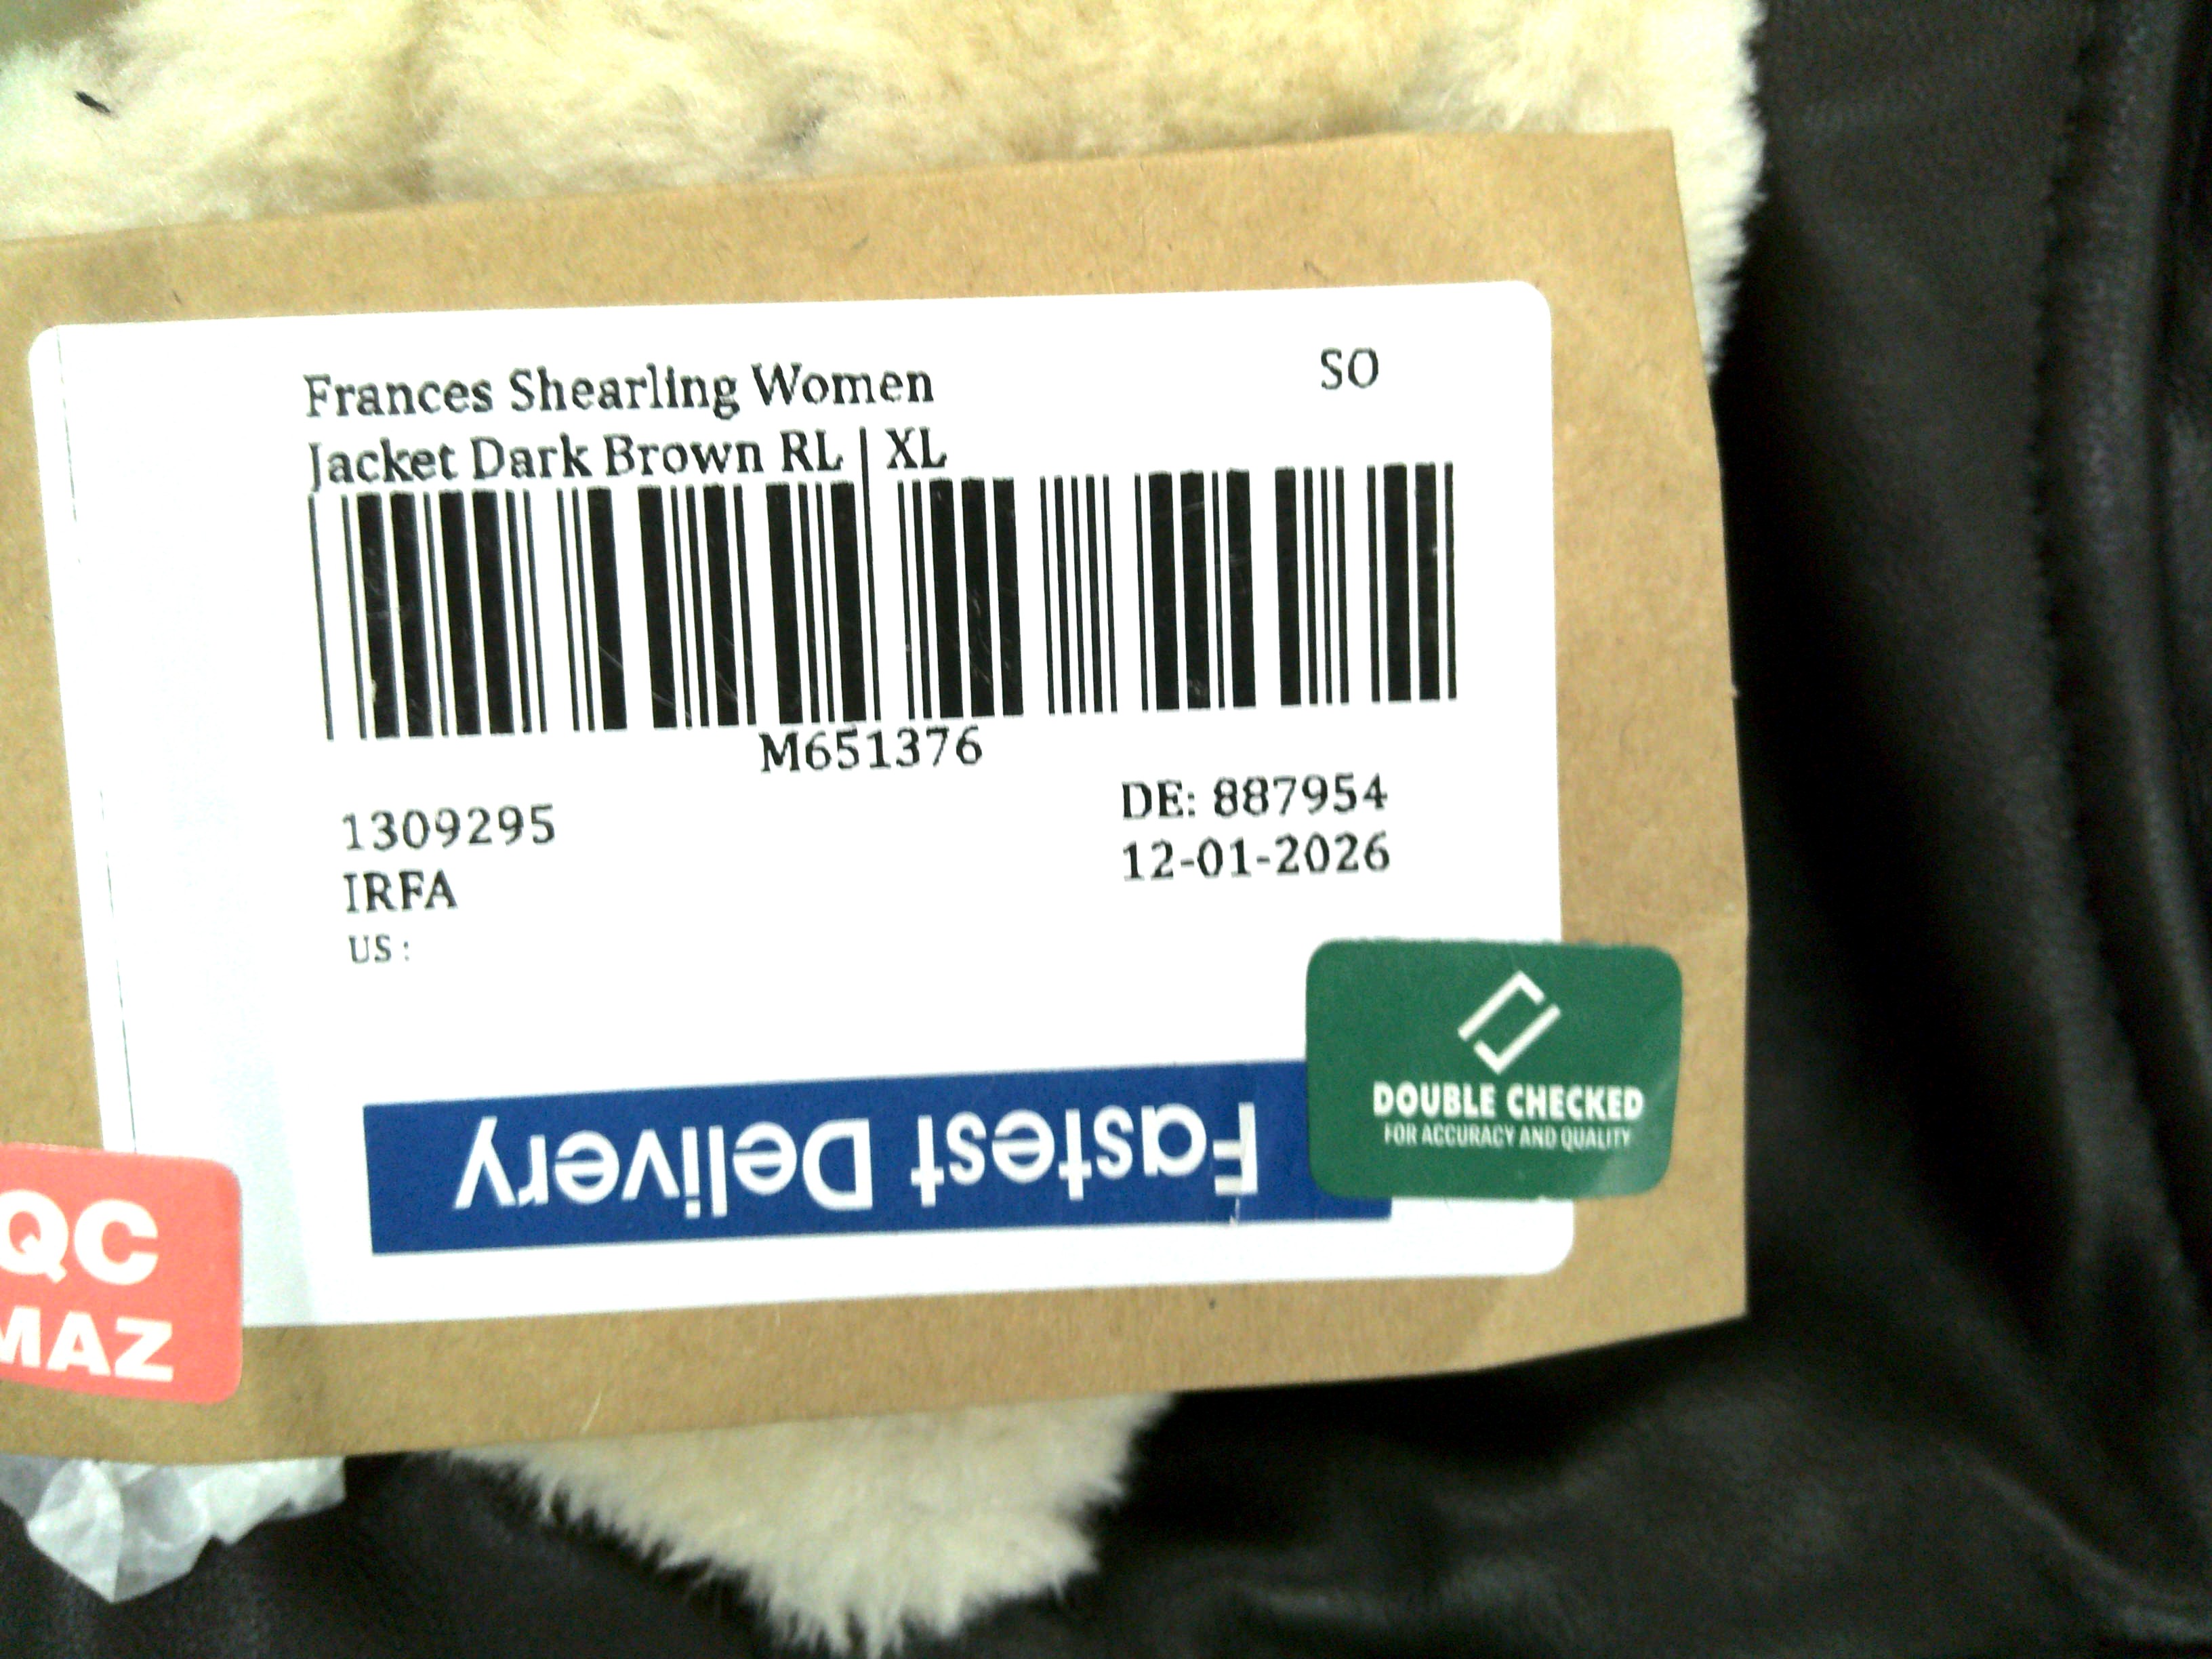 Frances Shearling Women
Jacket Dark Brown RL | XL
SO
M651376
1309295
IRFA
US :
DE: 887954
12-01-2026
Fastest Delivery
DOUBLE CHECKED
FOR ACCURACY AND QUALITY
QC
MAZ